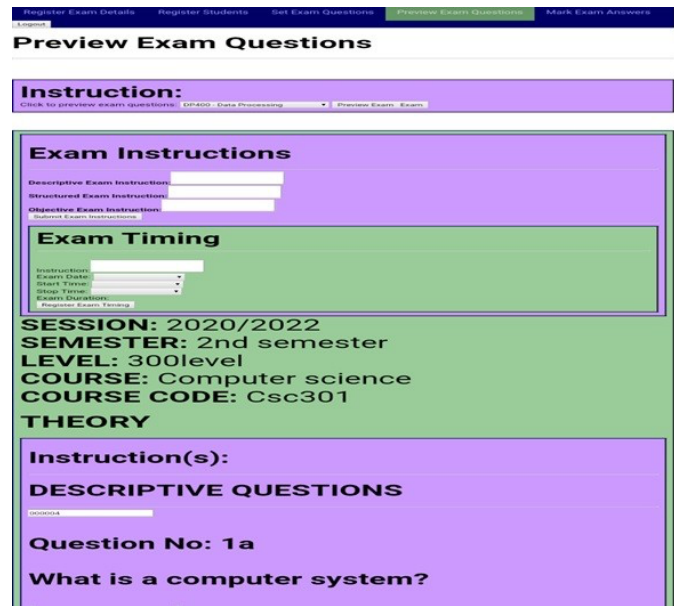 Register Exam Details Register Students Set Exam Questions Preview Exam Questions Mark Exam Answers
Logout
Preview Exam Questions
Instruction:
Click to preview exam questions: DP400 - Data Processing Preview Exam Exam
Exam Instructions
Descriptive Exam Instruction:
Structured Exam Instruction:
Objective Exam Instruction:
Submit Exam Instructions
Exam Timing
Instruction:
Exam Date:
Start Time:
Stop Time:
Exam Duration:
Register Exam Timing
SESSION: 2020/2022
SEMESTER: 2nd semester
LEVEL: 300level
COURSE: Computer science
COURSE CODE: Csc301
THEORY
Instruction(s):
DESCRIPTIVE QUESTIONS
000004
Question No: 1a
What is a computer system?